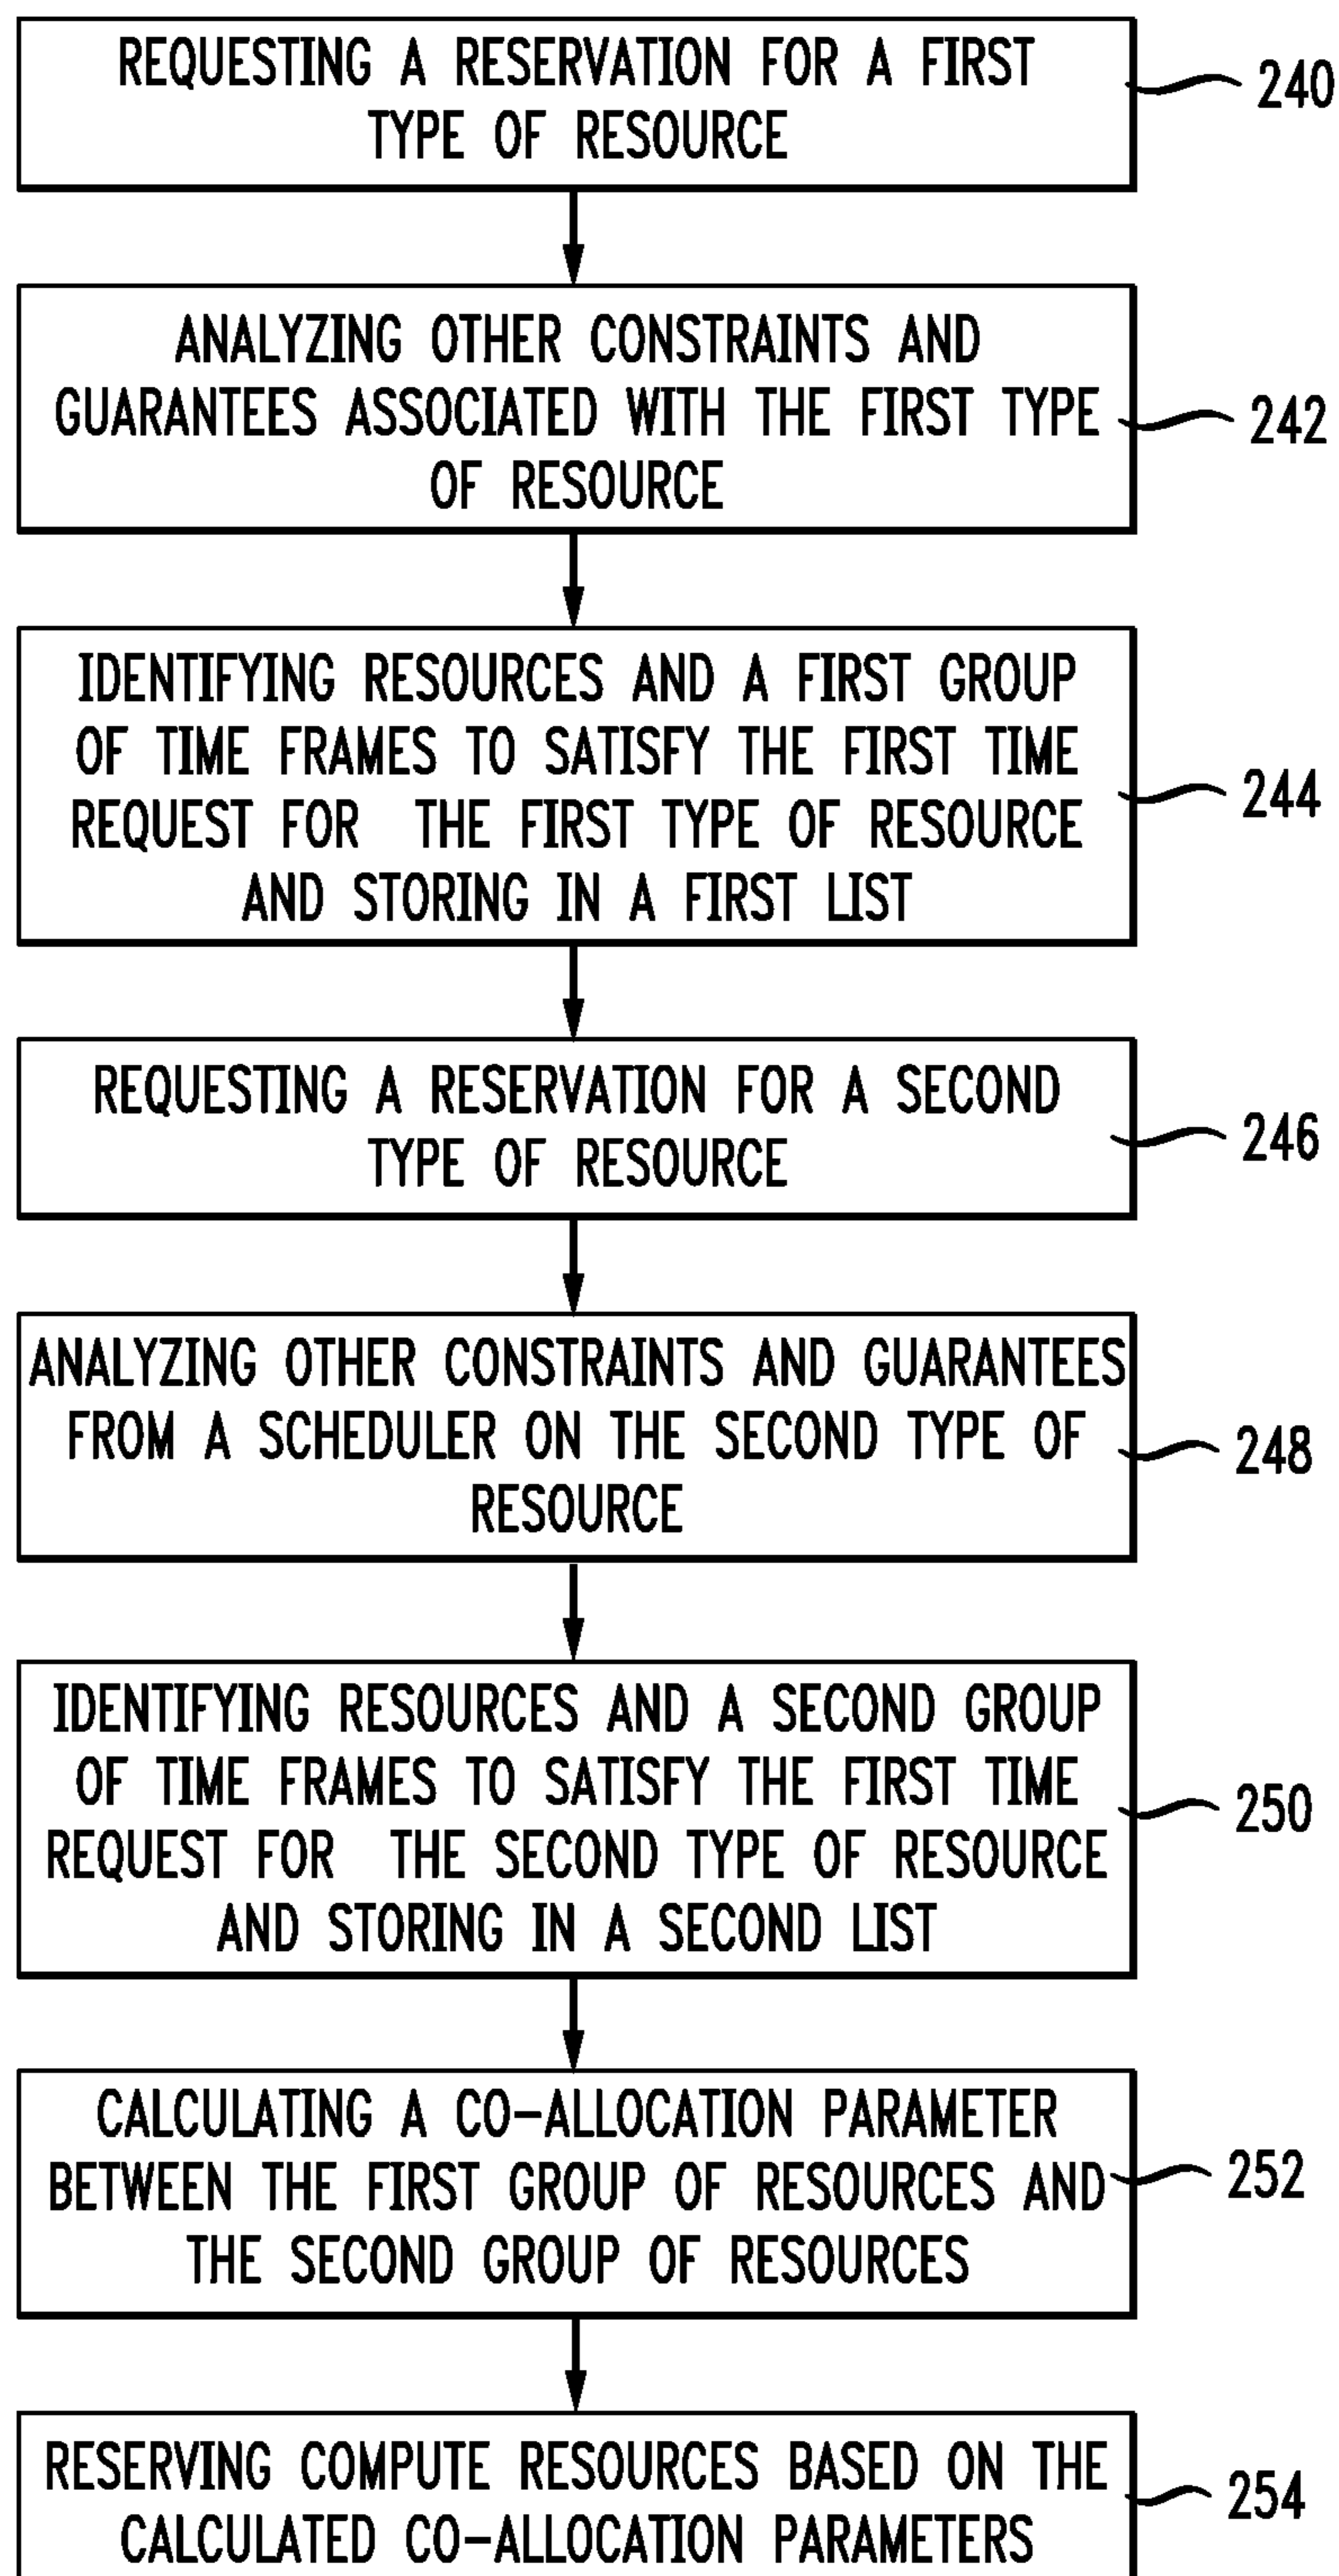 REQUESTING A RESERVATION FOR A FIRST
TYPE OF RESOURCE
240
ANALYZING OTHER CONSTRAINTS AND
GUARANTEES ASSOCIATED WITH THE FIRST TYPE
OF RESOURCE
242
IDENTIFYING RESOURCES AND A FIRST GROUP
OF TIME FRAMES TO SATISFY THE FIRST TIME
REQUEST FOR THE FIRST TYPE OF RESOURCE
AND STORING IN A FIRST LIST
244
REQUESTING A RESERVATION FOR A SECOND
TYPE OF RESOURCE
246
ANALYZING OTHER CONSTRAINTS AND GUARANTEES
FROM A SCHEDULER ON THE SECOND TYPE OF
RESOURCE
248
IDENTIFYING RESOURCES AND A SECOND GROUP
OF TIME FRAMES TO SATISFY THE FIRST TIME
REQUEST FOR THE SECOND TYPE OF RESOURCE
AND STORING IN A SECOND LIST
250
CALCULATING A CO-ALLOCATION PARAMETER
BETWEEN THE FIRST GROUP OF RESOURCES AND
THE SECOND GROUP OF RESOURCES
252
RESERVING COMPUTE RESOURCES BASED ON THE
CALCULATED CO-ALLOCATION PARAMETERS
254